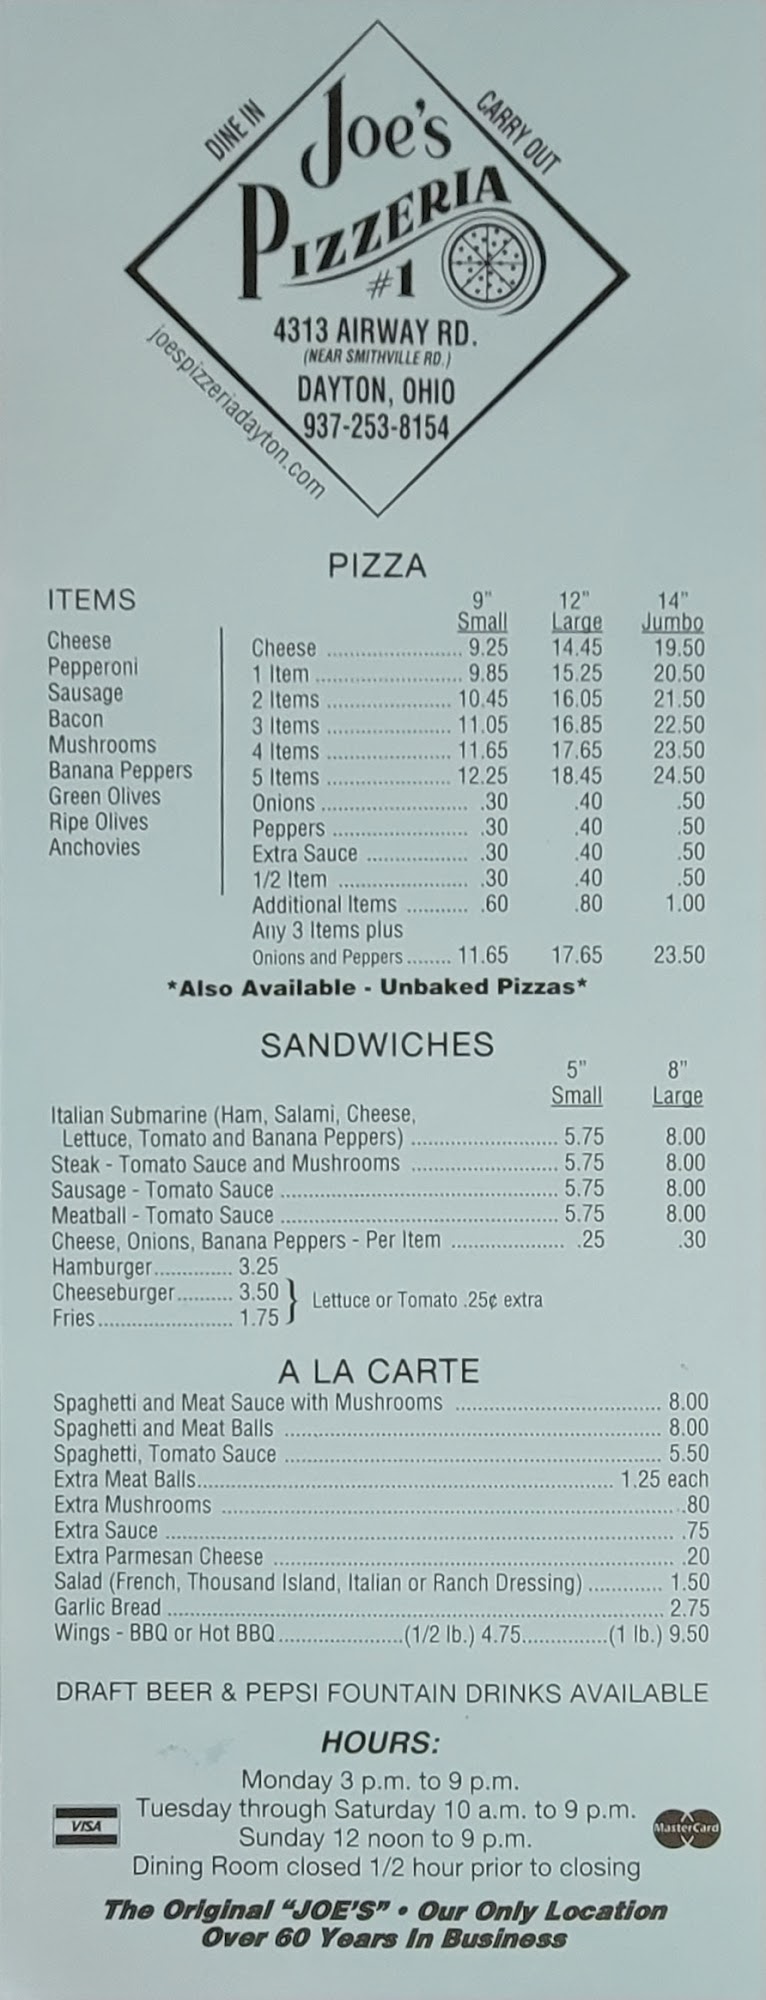 DINE IN
CARRY OUT
Joe's
Pizzeria
#1
4313 AIRWAY RD.
(NEAR SMITHVILLE RD.)
DAYTON, OHIO
937-253-8154
joespizzeriadayton.com
PIZZA
ITEMS
Cheese
Pepperoni
Sausage
Bacon
Mushrooms
Banana Peppers
Green Olives
Ripe Olives
Anchovies
9" 12" 14"
Small Large Jumbo
Cheese ............... 9.25 14.45 19.50
1 Item ............... 9.85 15.25 20.50
2 Items ............... 10.45 16.05 21.50
3 Items ............... 11.05 16.85 22.50
4 Items ............... 11.65 17.65 23.50
5 Items ............... 12.25 18.45 24.50
Onions ............... .30 .40 .50
Peppers ............... .30 .40 .50
Extra Sauce ............... .30 .40 .50
1/2 Item ............... .30 .40 .50
Additional Items ........... .60 .80 1.00
Any 3 Items plus
Onions and Peppers ........ 11.65 17.65 23.50
*Also Available - Unbaked Pizzas*
SANDWICHES
5" 8"
Small Large
Italian Submarine (Ham, Salami, Cheese,
Lettuce, Tomato and Banana Peppers) ............... 5.75 8.00
Steak - Tomato Sauce and Mushrooms ............... 5.75 8.00
Sausage - Tomato Sauce ............... 5.75 8.00
Meatball - Tomato Sauce ............... 5.75 8.00
Cheese, Onions, Banana Peppers - Per Item ............... .25 .30
Hamburger.............. 3.25
Cheeseburger.......... 3.50
Fries........................ 1.75
Lettuce or Tomato .25¢ extra
A LA CARTE
Spaghetti and Meat Sauce with Mushrooms ............... 8.00
Spaghetti and Meat Balls ............... 8.00
Spaghetti, Tomato Sauce ............... 5.50
Extra Meat Balls............... 1.25 each
Extra Mushrooms ............... .80
Extra Sauce ............... .75
Extra Parmesan Cheese ............... .20
Salad (French, Thousand Island, Italian or Ranch Dressing) ............. 1.50
Garlic Bread ............... 2.75
Wings - BBQ or Hot BBQ...............(1/2 lb.) 4.75...............(1 lb.) 9.50
DRAFT BEER & PEPSI FOUNTAIN DRINKS AVAILABLE
HOURS:
Monday 3 p.m. to 9 p.m.
Tuesday through Saturday 10 a.m. to 9 p.m.
Sunday 12 noon to 9 p.m.
Dining Room closed 1/2 hour prior to closing
VISA
MasterCard
The Original "JOE'S" • Our Only Location
Over 60 Years In Business